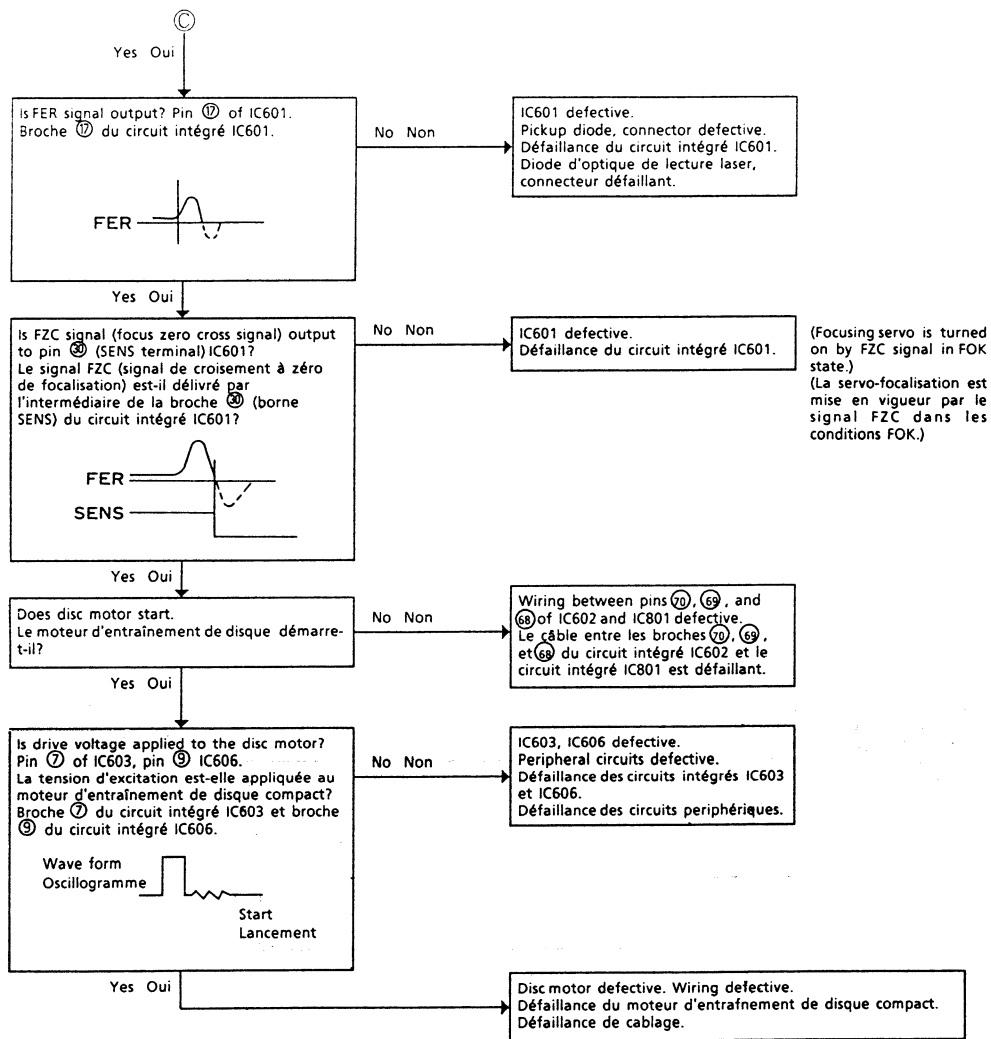 Ⓒ
Yes Oui
Is FER signal output? Pin ⑰ of IC601.
Broche ⑰ du circuit intégré IC601.
FER
No Non
IC601 defective.
Pickup diode, connector defective.
Défaillance du circuit intégré IC601.
Diode d'optique de lecture laser,
connecteur défaillant.
Yes Oui
Is FZC signal (focus zero cross signal) output
to pin ㉚ (SENS terminal) IC601?
Le signal FZC (signal de croisement à zéro
de focalisation) est-il délivré par
l'intermédiaire de la broche ㉚ (borne
SENS) du circuit intégré IC601?
FER
SENS
No Non
IC601 defective.
Défaillance du circuit intégré IC601.
(Focusing servo is turned
on by FZC signal in FOK
state.)
(La servo-focalisation est
mise en vigueur par le
signal FZC dans les
conditions FOK.)
Yes Oui
Does disc motor start.
Le moteur d'entraînement de disque démarre-
t-il?
No Non
Wiring between pins (70), (69), and
(68) of IC602 and IC801 defective.
Le câble entre les broches (70), (69),
et (68) du circuit intégré IC602 et le
circuit intégré IC801 est défaillant.
Yes Oui
Is drive voltage applied to the disc motor?
Pin ⑦ of IC603, pin ⑨ IC606.
La tension d'excitation est-elle appliquée au
moteur d'entraînement de disque compact?
Broche ⑦ du circuit intégré IC603 et broche
⑨ du circuit intégré IC606.
Wave form
Oscillogramme
Start
Lancement
No Non
IC603, IC606 defective.
Peripheral circuits defective.
Défaillance des circuits intégrés IC603
et IC606.
Défaillance des circuits periphériques.
Yes Oui
Disc motor defective. Wiring defective.
Défaillance du moteur d'entrafnement de disque compact.
Défaillance de cablage.